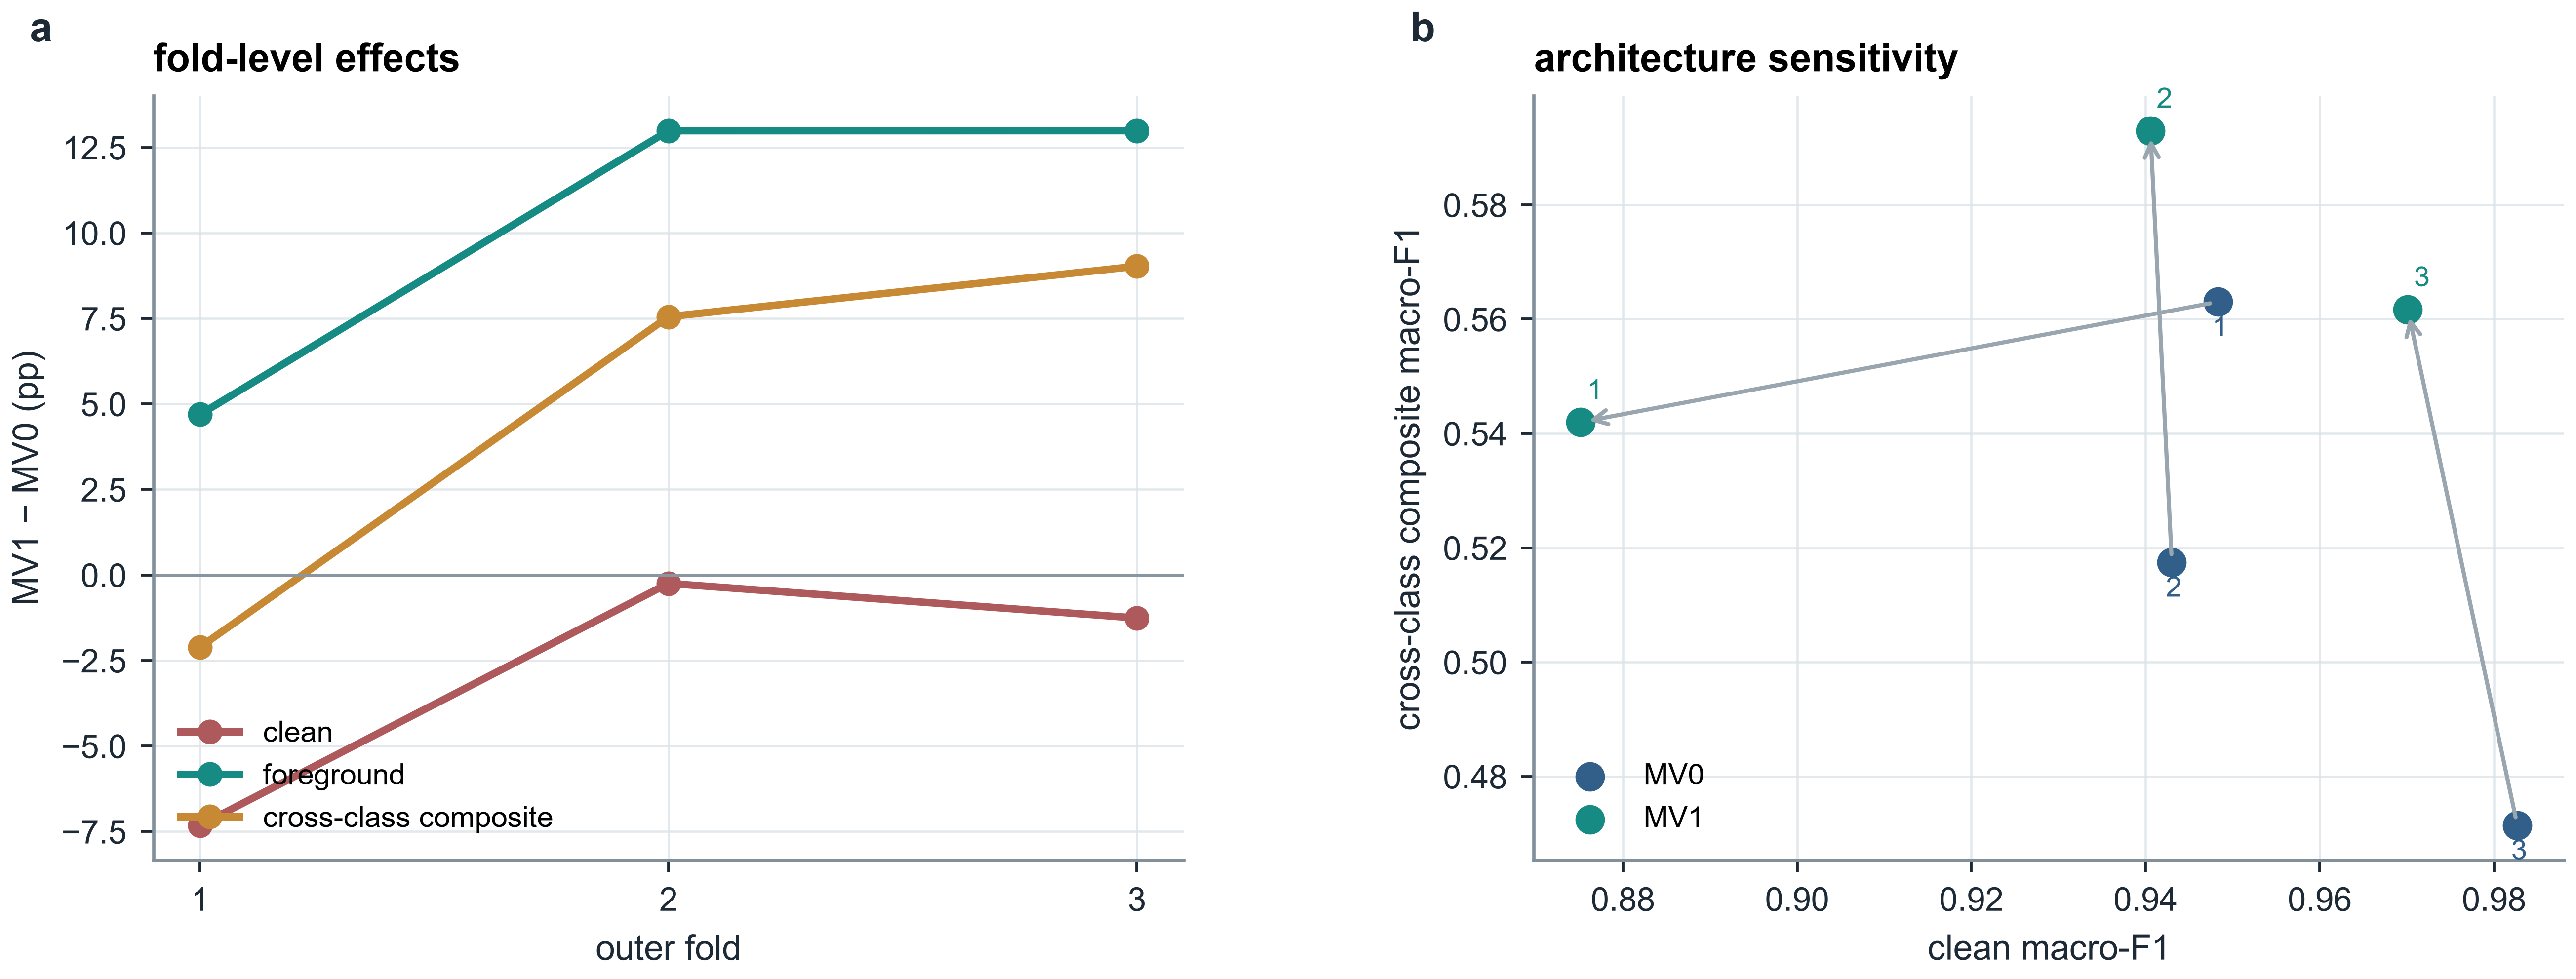 a
fold-level effects
MV1 − MV0 (pp)
12.5
10.0
7.5
5.0
2.5
0.0
−2.5
−5.0
−7.5
clean
foreground
cross-class composite
1 2 3
outer fold
b
architecture sensitivity
cross-class composite macro-F1
0.58
0.56
0.54
0.52
0.50
0.48
2
3
1
1
2
3
MV0
MV1
0.88 0.90 0.92 0.94 0.96 0.98
clean macro-F1